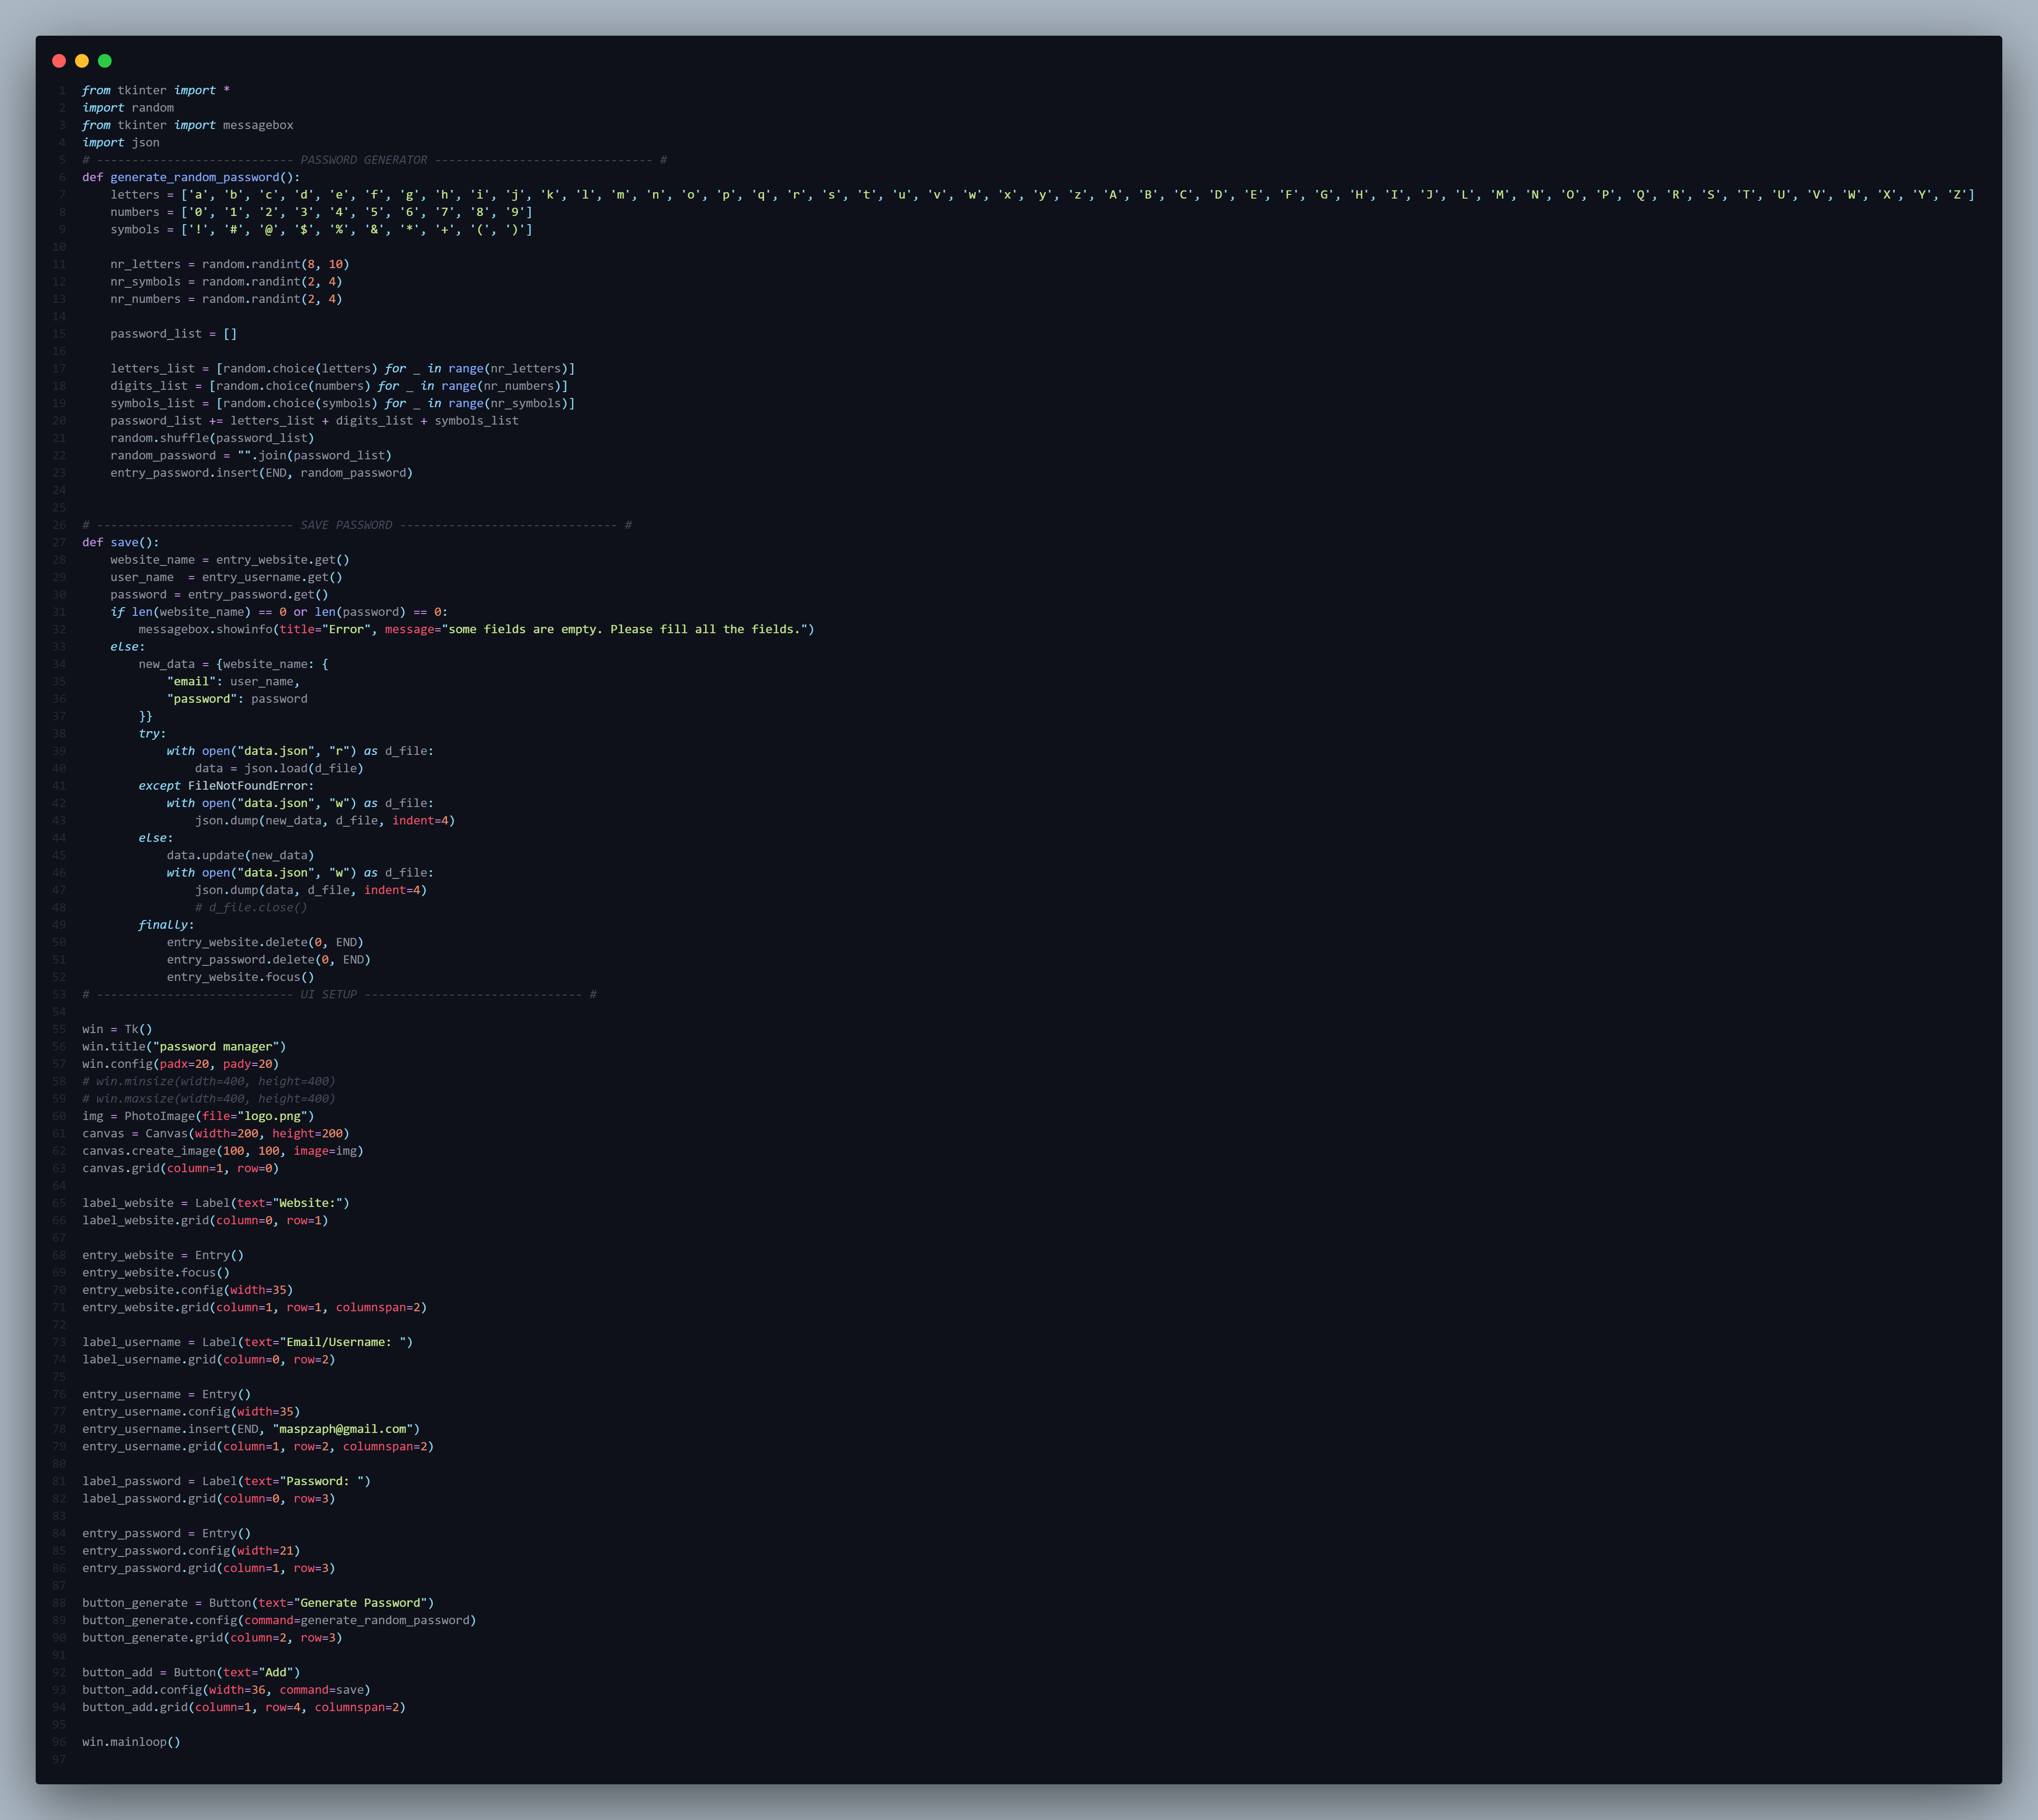 1 from tkinter import *
2 import random
3 from tkinter import messagebox
4 import json
5 # ---------------------------- PASSWORD GENERATOR ------------------------------- #
6 def generate_random_password():
7     letters = ['a', 'b', 'c', 'd', 'e', 'f', 'g', 'h', 'i', 'j', 'k', 'l', 'm', 'n', 'o', 'p', 'q', 'r', 's', 't', 'u', 'v', 'w', 'x', 'y', 'z', 'A', 'B', 'C', 'D', 'E', 'F', 'G', 'H', 'I', 'J', 'L', 'M', 'N', 'O', 'P', 'Q', 'R', 'S', 'T', 'U', 'V', 'W', 'X', 'Y', 'Z']
8     numbers = ['0', '1', '2', '3', '4', '5', '6', '7', '8', '9']
9     symbols = ['!', '#', '@', '$', '%', '&', '*', '+', '(', ')']
10
11     nr_letters = random.randint(8, 10)
12     nr_symbols = random.randint(2, 4)
13     nr_numbers = random.randint(2, 4)
14
15     password_list = []
16
17     letters_list = [random.choice(letters) for _ in range(nr_letters)]
18     digits_list = [random.choice(numbers) for _ in range(nr_numbers)]
19     symbols_list = [random.choice(symbols) for _ in range(nr_symbols)]
20     password_list += letters_list + digits_list + symbols_list
21     random.shuffle(password_list)
22     random_password = "".join(password_list)
23     entry_password.insert(END, random_password)
24
25
26 # ---------------------------- SAVE PASSWORD ------------------------------- #
27 def save():
28     website_name = entry_website.get()
29     user_name  = entry_username.get()
30     password = entry_password.get()
31     if len(website_name) == 0 or len(password) == 0:
32         messagebox.showinfo(title="Error", message="some fields are empty. Please fill all the fields.")
33     else:
34         new_data = {website_name: {
35             "email": user_name,
36             "password": password
37         }}
38         try:
39             with open("data.json", "r") as d_file:
40                 data = json.load(d_file)
41         except FileNotFoundError:
42             with open("data.json", "w") as d_file:
43                 json.dump(new_data, d_file, indent=4)
44         else:
45             data.update(new_data)
46             with open("data.json", "w") as d_file:
47                 json.dump(data, d_file, indent=4)
48                 # d_file.close()
49         finally:
50             entry_website.delete(0, END)
51             entry_password.delete(0, END)
52             entry_website.focus()
53 # ---------------------------- UI SETUP ------------------------------- #
54
55 win = Tk()
56 win.title("password manager")
57 win.config(padx=20, pady=20)
58 # win.minsize(width=400, height=400)
59 # win.maxsize(width=400, height=400)
60 img = PhotoImage(file="logo.png")
61 canvas = Canvas(width=200, height=200)
62 canvas.create_image(100, 100, image=img)
63 canvas.grid(column=1, row=0)
64
65 label_website = Label(text="Website:")
66 label_website.grid(column=0, row=1)
67
68 entry_website = Entry()
69 entry_website.focus()
70 entry_website.config(width=35)
71 entry_website.grid(column=1, row=1, columnspan=2)
72
73 label_username = Label(text="Email/Username: ")
74 label_username.grid(column=0, row=2)
75
76 entry_username = Entry()
77 entry_username.config(width=35)
78 entry_username.insert(END, "maspzaph@gmail.com")
79 entry_username.grid(column=1, row=2, columnspan=2)
80
81 label_password = Label(text="Password: ")
82 label_password.grid(column=0, row=3)
83
84 entry_password = Entry()
85 entry_password.config(width=21)
86 entry_password.grid(column=1, row=3)
87
88 button_generate = Button(text="Generate Password")
89 button_generate.config(command=generate_random_password)
90 button_generate.grid(column=2, row=3)
91
92 button_add = Button(text="Add")
93 button_add.config(width=36, command=save)
94 button_add.grid(column=1, row=4, columnspan=2)
95
96 win.mainloop()
97